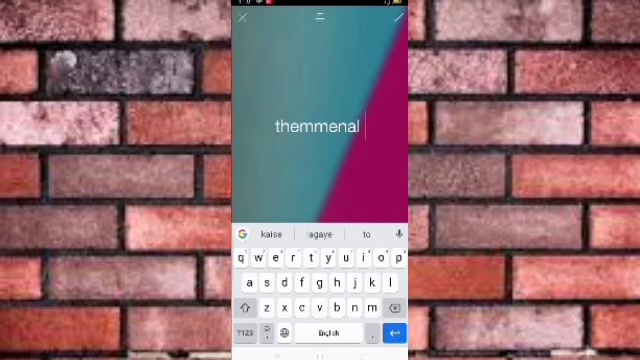 themmenal
kaise agaye to
q w e r t y u i o p
a s d f g h j k l
z x c v b n m
?123 English .